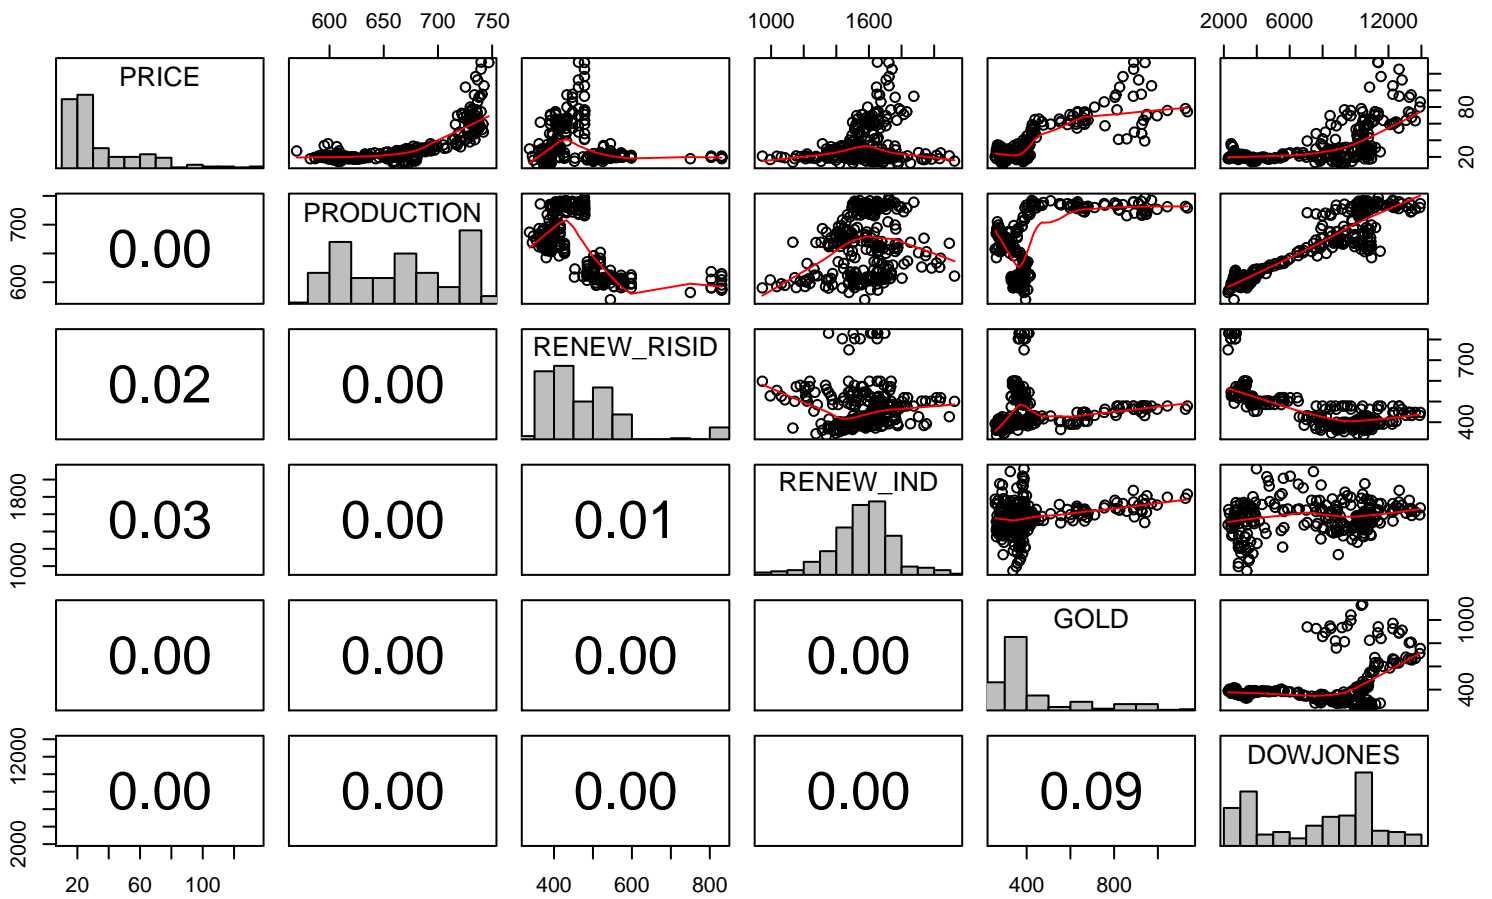 600 650 700 750 1000 1600 2000 6000 12000
PRICE
20 80
0.00 PRODUCTION
600 700
0.02 0.00 RENEW_RISID
400 700
0.03 0.00 0.01 RENEW_IND
1000 1800
0.00 0.00 0.00 0.00 GOLD
400 1000
0.00 0.00 0.00 0.00 0.09 DOWJONES
2000 12000
20 60 100 400 600 800 400 800